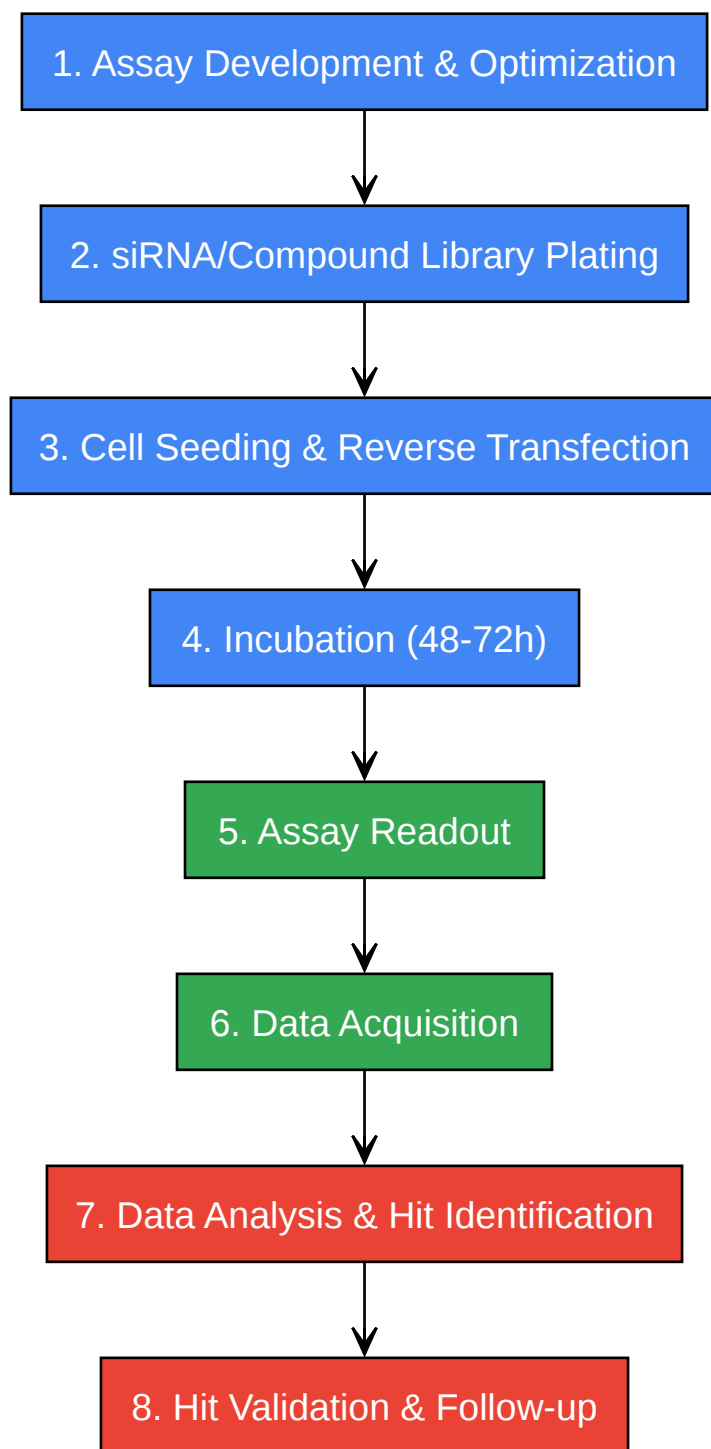 1. Assay Development & Optimization
2. siRNA/Compound Library Plating
3. Cell Seeding & Reverse Transfection
4. Incubation (48-72h)
5. Assay Readout
6. Data Acquisition
7. Data Analysis & Hit Identification
8. Hit Validation & Follow-up